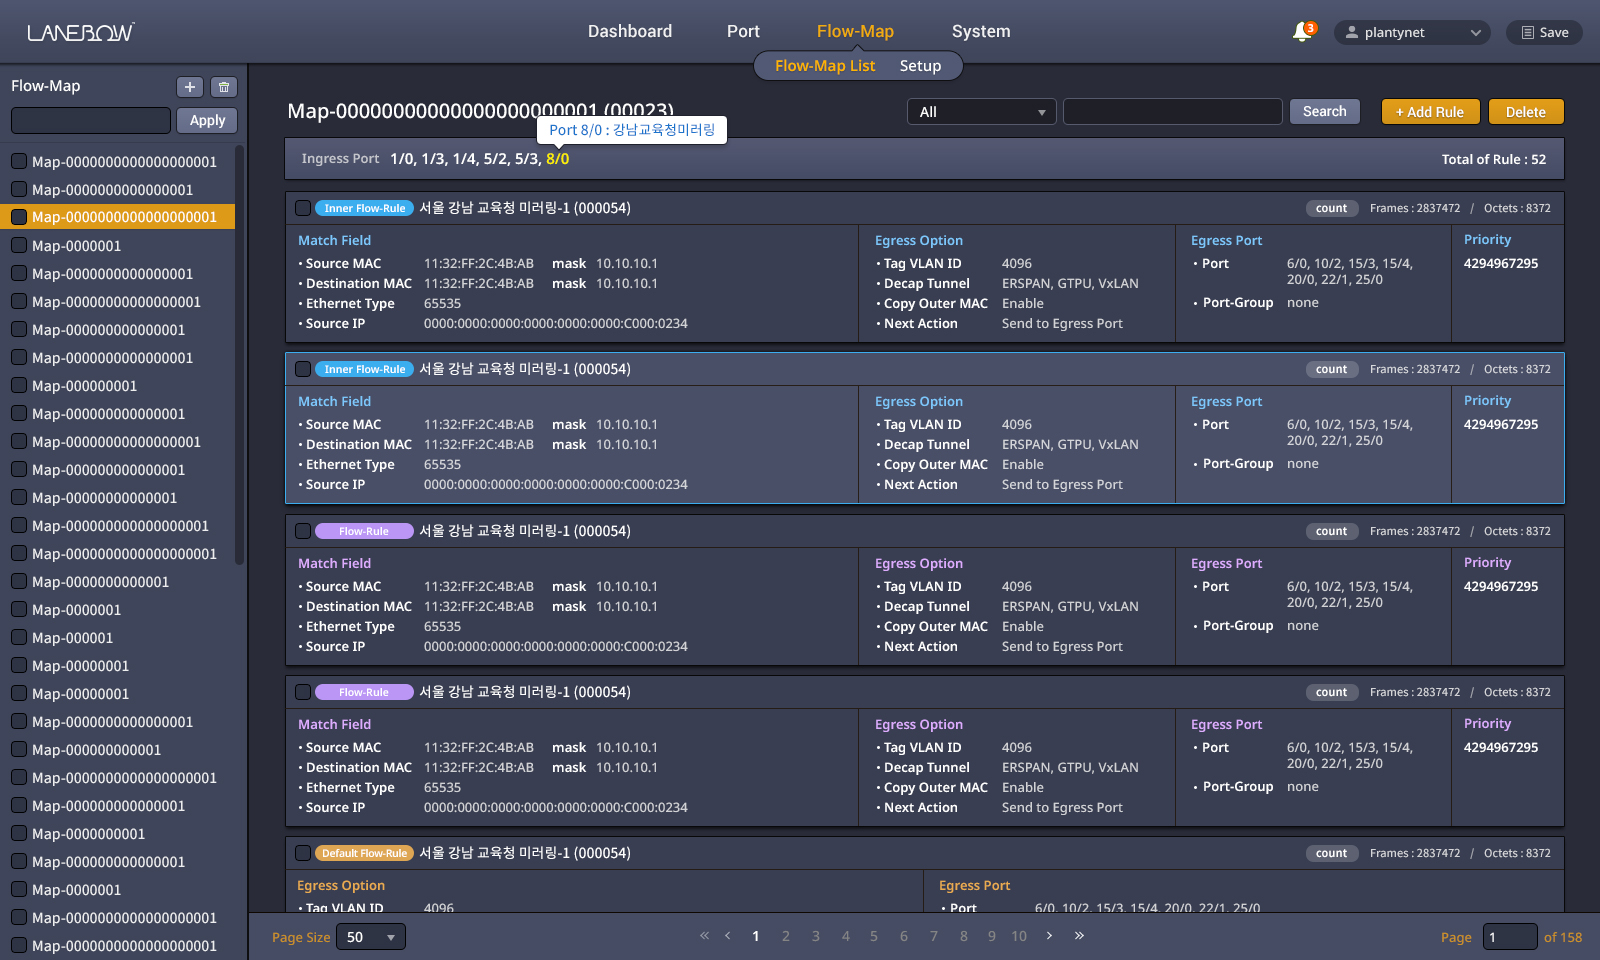 LANEBOW
Dashboard Port Flow-Map System
3 plantynet Save
Flow-Map List Setup
Flow-Map
Apply
Map-0000000000000000001
Map-0000000000000001
Map-0000000000000000001
Map-0000001
Map-0000000000000001
Map-00000000000000001
Map-000000000000001
Map-0000000000000001
Map-000000001
Map-000000000000001
Map-00000000000000001
Map-000000000000001
Map-00000000000001
Map-000000000000000001
Map-0000000000000000001
Map-0000000000001
Map-0000001
Map-000001
Map-00000001
Map-00000001
Map-0000000000000001
Map-000000000001
Map-0000000000000000001
Map-000000000000001
Map-0000000001
Map-000000000000001
Map-0000001
Map-0000000000000000001
Map-0000000000000000001
Map-00000000000000000000001 (00023)
All Search + Add Rule Delete
Port 8/0 : 강남교육청미러링
Ingress Port 1/0, 1/3, 1/4, 5/2, 5/3, 8/0 Total of Rule : 52
Inner Flow-Rule 서울 강남 교육청 미러링-1 (000054) count Frames : 2837472 / Octets : 8372
Match Field Egress Option Egress Port Priority
• Source MAC 11:32:FF:2C:4B:AB mask 10.10.10.1 • Tag VLAN ID 4096 • Port 6/0, 10/2, 15/3, 15/4, 4294967295
• Destination MAC 11:32:FF:2C:4B:AB mask 10.10.10.1 • Decap Tunnel ERSPAN, GTPU, VxLAN 20/0, 22/1, 25/0
• Ethernet Type 65535 • Copy Outer MAC Enable • Port-Group none
• Source IP 0000:0000:0000:0000:0000:0000:C000:0234 • Next Action Send to Egress Port
Inner Flow-Rule 서울 강남 교육청 미러링-1 (000054) count Frames : 2837472 / Octets : 8372
Match Field Egress Option Egress Port Priority
• Source MAC 11:32:FF:2C:4B:AB mask 10.10.10.1 • Tag VLAN ID 4096 • Port 6/0, 10/2, 15/3, 15/4, 4294967295
• Destination MAC 11:32:FF:2C:4B:AB mask 10.10.10.1 • Decap Tunnel ERSPAN, GTPU, VxLAN 20/0, 22/1, 25/0
• Ethernet Type 65535 • Copy Outer MAC Enable • Port-Group none
• Source IP 0000:0000:0000:0000:0000:0000:C000:0234 • Next Action Send to Egress Port
Flow-Rule 서울 강남 교육청 미러링-1 (000054) count Frames : 2837472 / Octets : 8372
Match Field Egress Option Egress Port Priority
• Source MAC 11:32:FF:2C:4B:AB mask 10.10.10.1 • Tag VLAN ID 4096 • Port 6/0, 10/2, 15/3, 15/4, 4294967295
• Destination MAC 11:32:FF:2C:4B:AB mask 10.10.10.1 • Decap Tunnel ERSPAN, GTPU, VxLAN 20/0, 22/1, 25/0
• Ethernet Type 65535 • Copy Outer MAC Enable • Port-Group none
• Source IP 0000:0000:0000:0000:0000:0000:C000:0234 • Next Action Send to Egress Port
Flow-Rule 서울 강남 교육청 미러링-1 (000054) count Frames : 2837472 / Octets : 8372
Match Field Egress Option Egress Port Priority
• Source MAC 11:32:FF:2C:4B:AB mask 10.10.10.1 • Tag VLAN ID 4096 • Port 6/0, 10/2, 15/3, 15/4, 4294967295
• Destination MAC 11:32:FF:2C:4B:AB mask 10.10.10.1 • Decap Tunnel ERSPAN, GTPU, VxLAN 20/0, 22/1, 25/0
• Ethernet Type 65535 • Copy Outer MAC Enable • Port-Group none
• Source IP 0000:0000:0000:0000:0000:0000:C000:0234 • Next Action Send to Egress Port
Default Flow-Rule 서울 강남 교육청 미러링-1 (000054) count Frames : 2837472 / Octets : 8372
Egress Option Egress Port
• Tag VLAN ID 4096 • Port 6/0, 10/2, 15/3, 15/4, 20/0, 22/1, 25/0
Page Size 50 « ‹ 1 2 3 4 5 6 7 8 9 10 › » Page 1 of 158